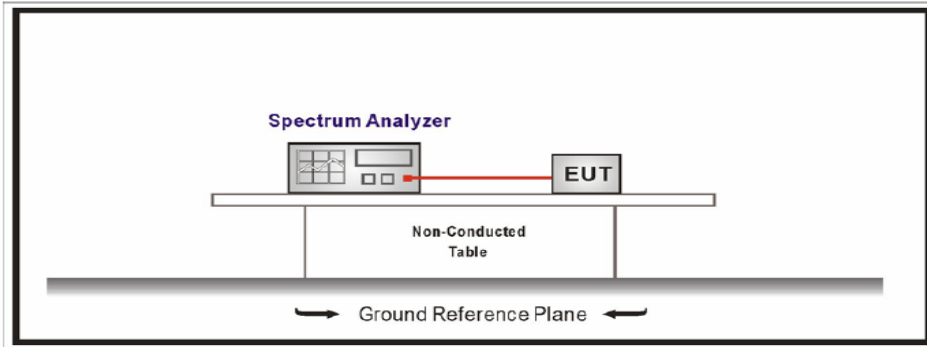 Spectrum Analyzer
EUT
Non-Conducted
Table
Ground Reference Plane